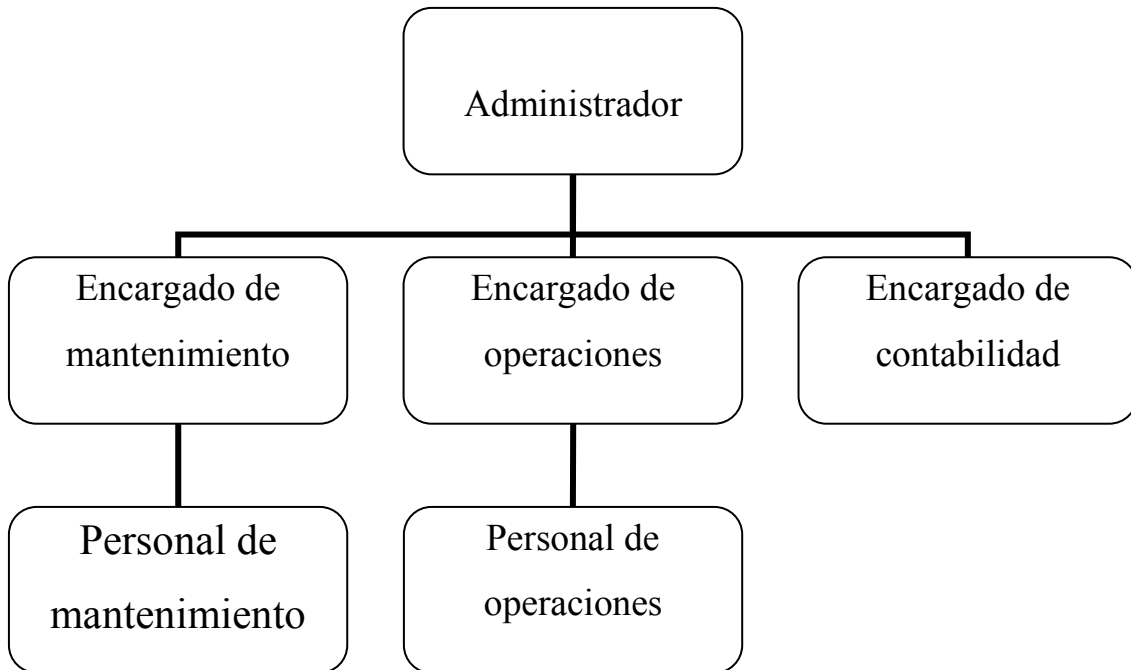 Administrador
Encargado de
mantenimiento
Encargado de
operaciones
Encargado de
contabilidad
Personal de
mantenimiento
Personal de
operaciones